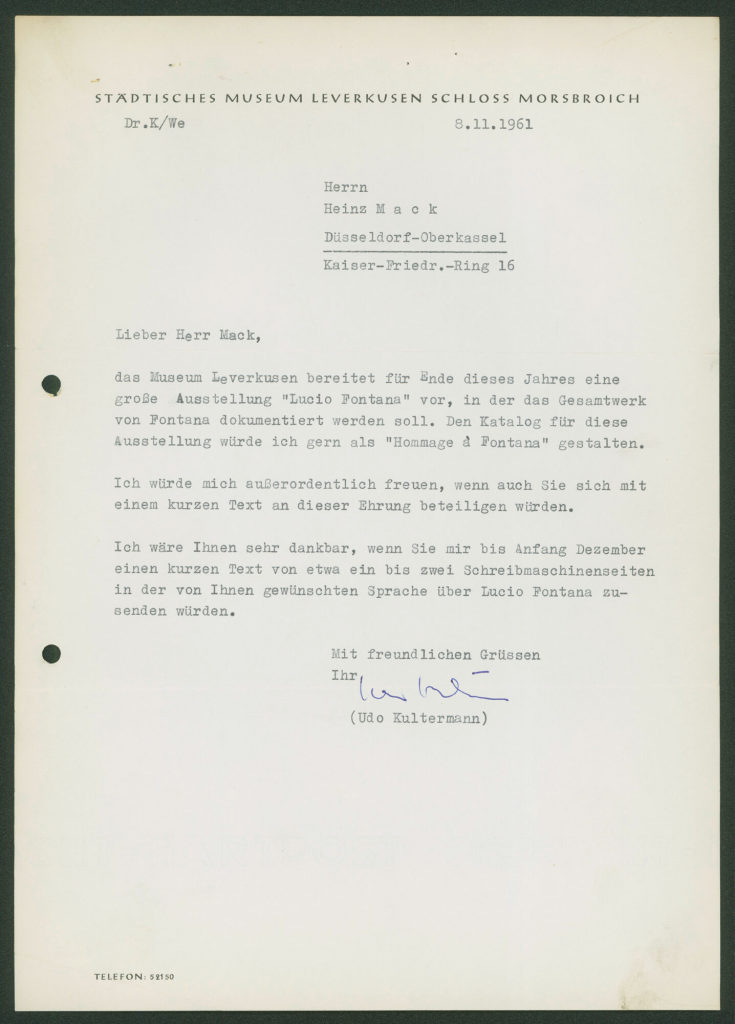 STÄDTISCHES MUSEUM LEVERKUSEN SCHLOSS MORSBROICH
Dr.K/We 8.11.1961
Herrn
Heinz M a c k
Düsseldorf-Oberkassel
Kaiser-Friedr.-Ring 16
Lieber Herr Mack,
das Museum Leverkusen bereitet für Ende dieses Jahres eine
große Ausstellung "Lucio Fontana" vor, in der das Gesamtwerk
von Fontana dokumentiert werden soll. Den Katalog für diese
Ausstellung würde ich gern als "Hommage à Fontana" gestalten.
Ich würde mich außerordentlich freuen, wenn auch Sie sich mit
einem kurzen Text an dieser Ehrung beteiligen würden.
Ich wäre Ihnen sehr dankbar, wenn Sie mir bis Anfang Dezember
einen kurzen Text von etwa ein bis zwei Schreibmaschinenseiten
in der von Ihnen gewünschten Sprache über Lucio Fontana zu-
senden würden.
Mit freundlichen Grüssen
Ihr
(Udo Kultermann)
TELEFON: 52150